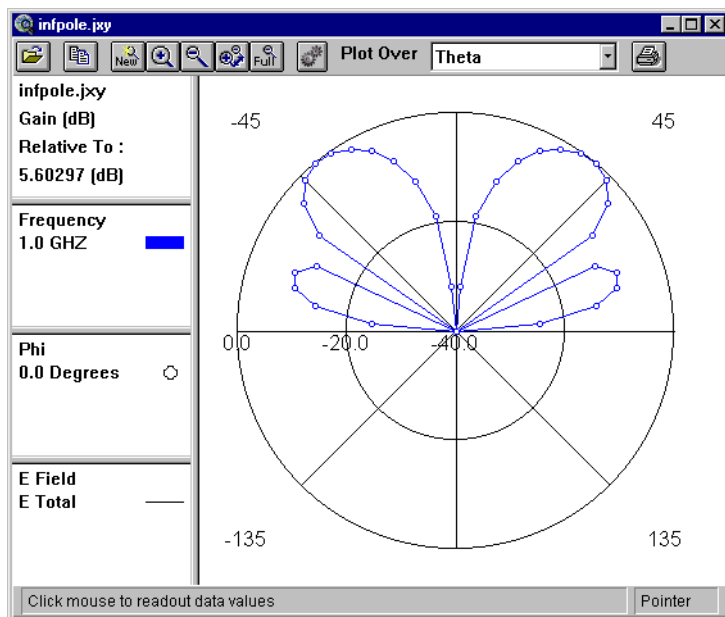 infpole.jxy
New
Full
Plot Over
Theta
infpole.jxy
Gain (dB)
Relative To :
5.60297 (dB)
Frequency
1.0 GHZ
Phi
0.0 Degrees
E Field
E Total
-45
45
0.0
-20.0
-40.0
-135
135
Click mouse to readout data values
Pointer